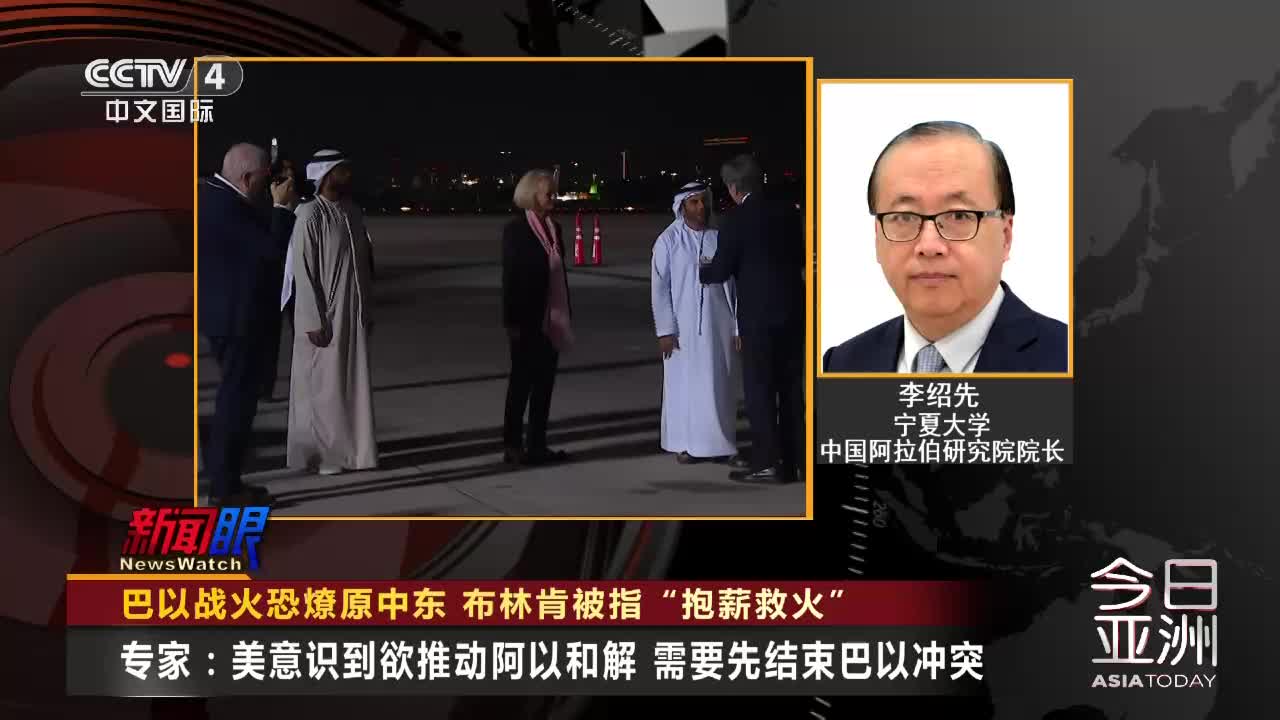 CCTV 4
中文国际
李绍先
宁夏大学
中国阿拉伯研究院院长
260
新闻眼
NewsWatch
巴以战火恐燎原中东 布林肯被指“抱薪救火”
专家：美意识到欲推动阿以和解 需要先结束巴以冲突
今日
亚洲
ASIA TODAY